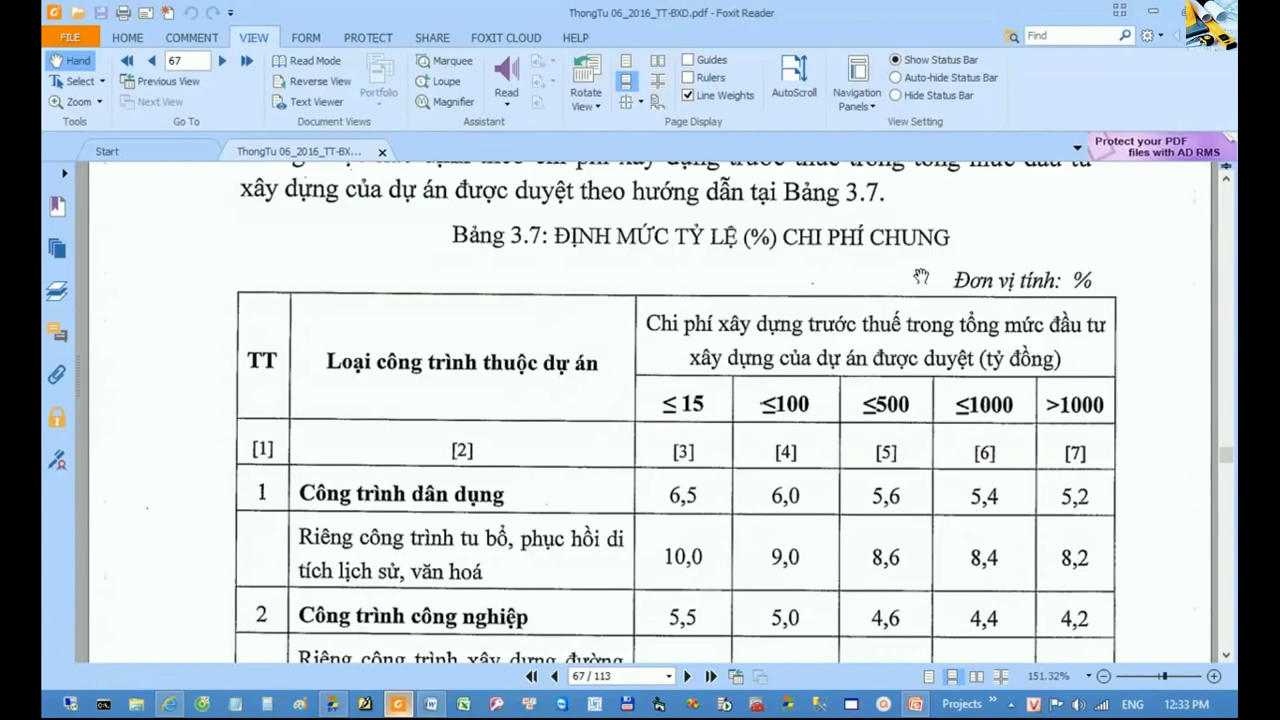 ThongTu 06_2016_TT-BXD.pdf - Foxit Reader
FILE HOME COMMENT VIEW FORM PROTECT SHARE FOXIT CLOUD HELP Find
Hand 67 Read Mode Marquee Guides Show Status Bar
Select Previous View Reverse View Loupe Rulers Auto-hide Status Bar
Zoom Next View Text Viewer Portfolio Magnifier Read Rotate View Line Weights AutoScroll Navigation Panels Hide Status Bar
Tools Go To Document Views Assistant Page Display View Setting
Start ThongTu 06_2016_TT-BX... Protect your PDF
files with AD RMS
xây dựng của dự án được duyệt theo hướng dẫn tại Bảng 3.7.
Bảng 3.7: ĐỊNH MỨC TỶ LỆ (%) CHI PHÍ CHUNG
Đơn vị tính: %
TT Loại công trình thuộc dự án Chi phí xây dựng trước thuế trong tổng mức đầu tư
xây dựng của dự án được duyệt (tỷ đồng)
≤ 15 ≤100 ≤500 ≤1000 >1000
[1] [2] [3] [4] [5] [6] [7]
1 Công trình dân dụng 6,5 6,0 5,6 5,4 5,2
Riêng công trình tu bổ, phục hồi di
tích lịch sử, văn hoá 10,0 9,0 8,6 8,4 8,2
2 Công trình công nghiệp 5,5 5,0 4,6 4,4 4,2
Riêng công trình xây dựng đường
67 / 113 151.32%
Projects ENG 12:33 PM